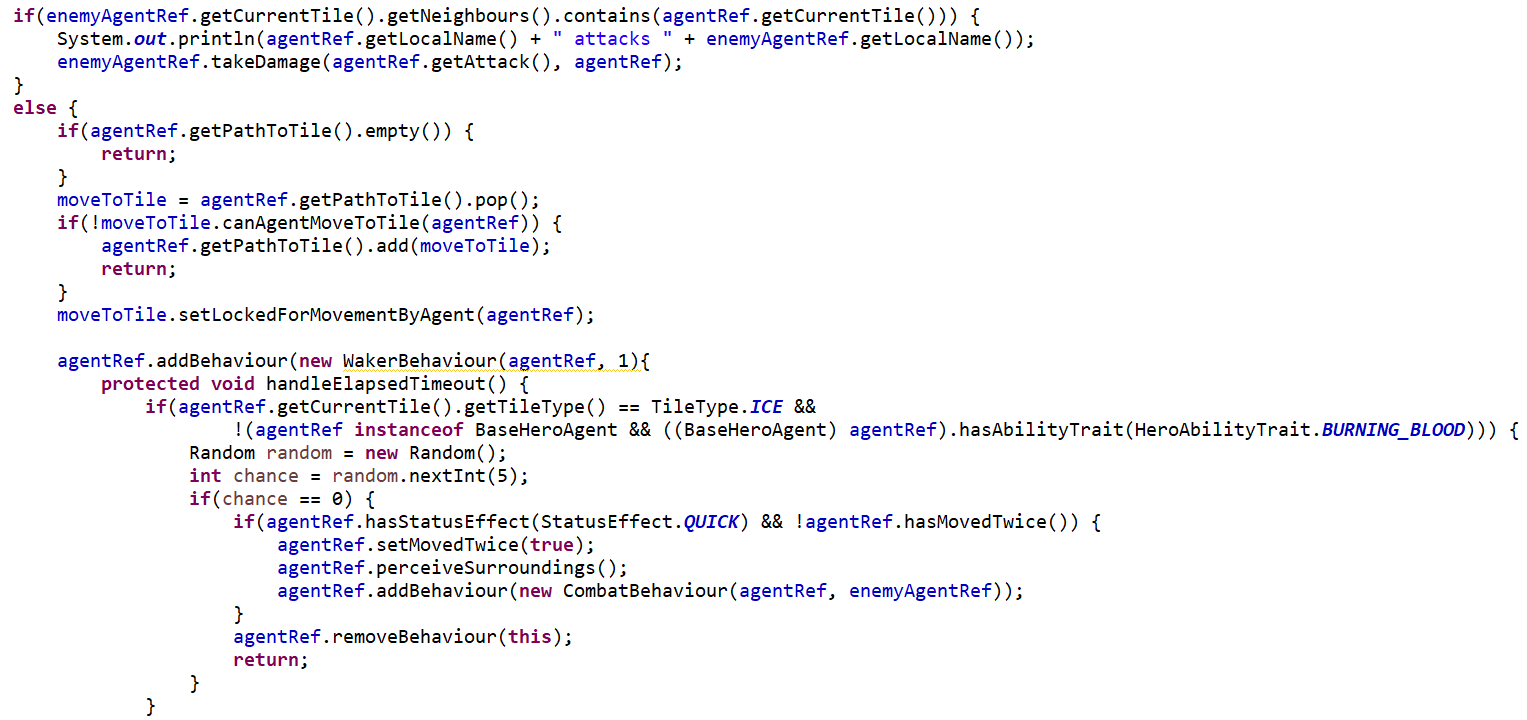 if(enemyAgentRef.getCurrentTile().getNeighbours().contains(agentRef.getCurrentTile())) {
    System.out.println(agentRef.getLocalName() + " attacks " + enemyAgentRef.getLocalName());
    enemyAgentRef.takeDamage(agentRef.getAttack(), agentRef);
}
else {
    if(agentRef.getPathToTile().empty()) {
        return;
    }
    moveToTile = agentRef.getPathToTile().pop();
    if(!moveToTile.canAgentMoveToTile(agentRef)) {
        agentRef.getPathToTile().add(moveToTile);
        return;
    }
    moveToTile.setLockedForMovementByAgent(agentRef);

    agentRef.addBehaviour(new WakerBehaviour(agentRef, 1){
        protected void handleElapsedTimeout() {
            if(agentRef.getCurrentTile().getTileType() == TileType.ICE &&
                    !(agentRef instanceof BaseHeroAgent && ((BaseHeroAgent) agentRef).hasAbilityTrait(HeroAbilityTrait.BURNING_BLOOD))) {
                Random random = new Random();
                int chance = random.nextInt(5);
                if(chance == 0) {
                    if(agentRef.hasStatusEffect(StatusEffect.QUICK) && !agentRef.hasMovedTwice()) {
                        agentRef.setMovedTwice(true);
                        agentRef.perceiveSurroundings();
                        agentRef.addBehaviour(new CombatBehaviour(agentRef, enemyAgentRef));
                    }
                    agentRef.removeBehaviour(this);
                    return;
                }
            }